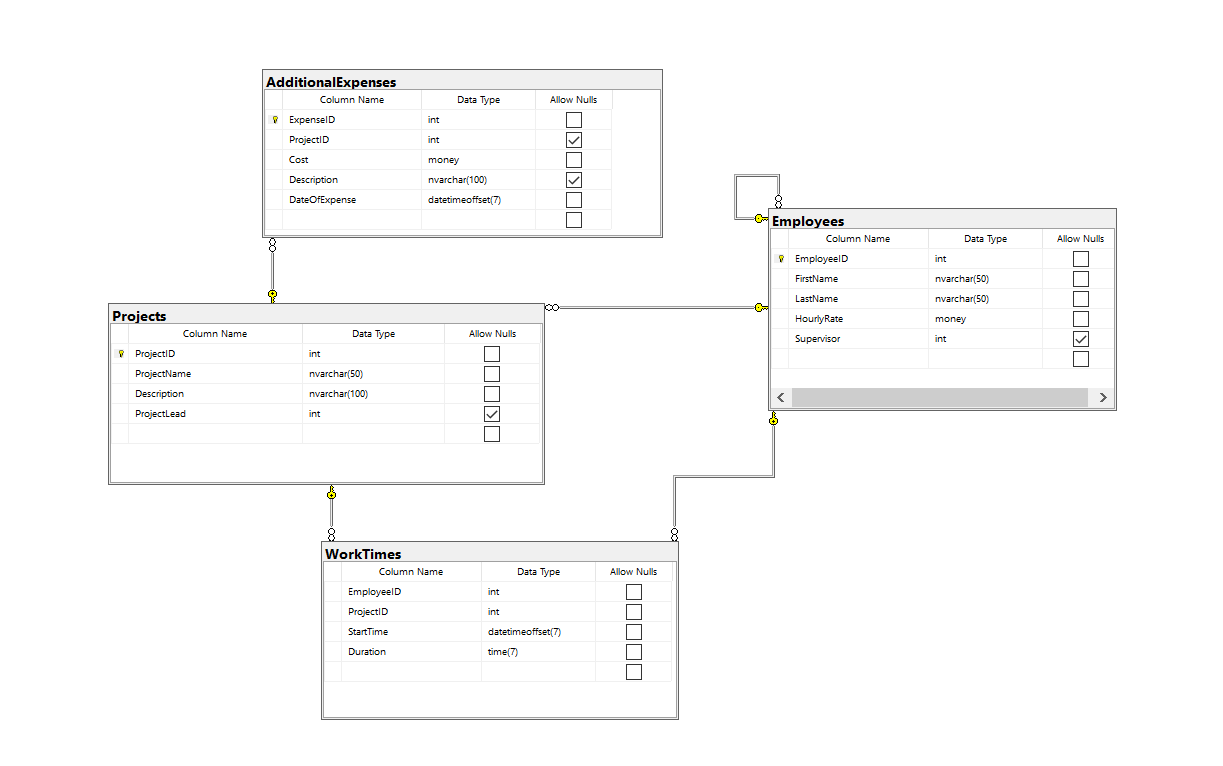 AdditionalExpenses
Column Name Data Type Allow Nulls
ExpenseID int
ProjectID int
Cost money
Description nvarchar(100)
DateOfExpense datetimeoffset(7)
Employees
Column Name Data Type Allow Nulls
EmployeeID int
FirstName nvarchar(50)
LastName nvarchar(50)
HourlyRate money
Supervisor int
Projects
Column Name Data Type Allow Nulls
ProjectID int
ProjectName nvarchar(50)
Description nvarchar(100)
ProjectLead int
WorkTimes
Column Name Data Type Allow Nulls
EmployeeID int
ProjectID int
StartTime datetimeoffset(7)
Duration time(7)